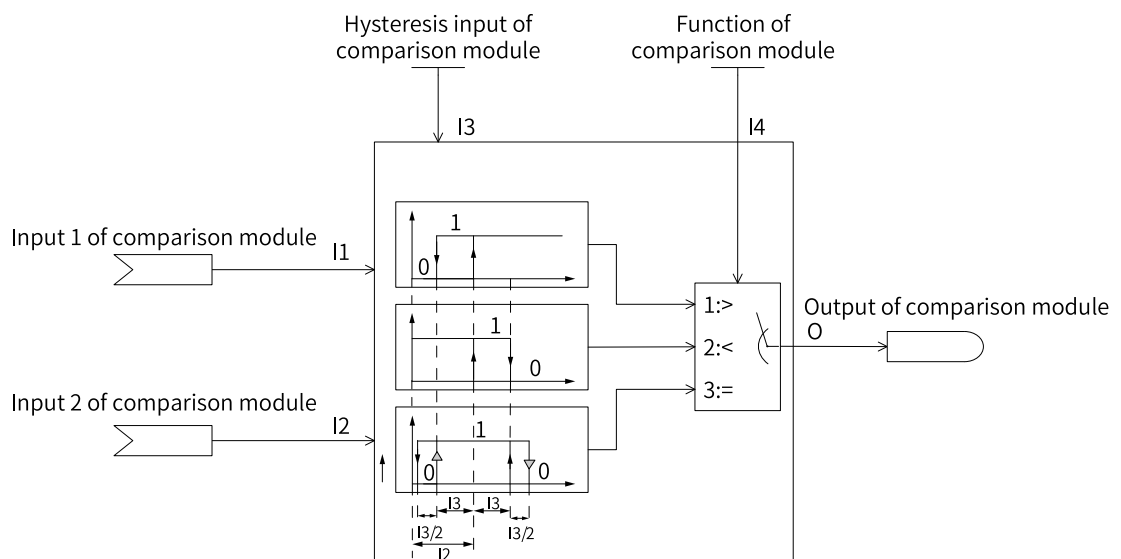 Hysteresis input of
comparison module
Function of
comparison module
I3
I4
Input 1 of comparison module
I1
1
0
1:>
Output of comparison module
O
1
2:<
0
3:=
Input 2 of comparison module
I2
1
0
0
I3
I3
I3/2
I3/2
I2